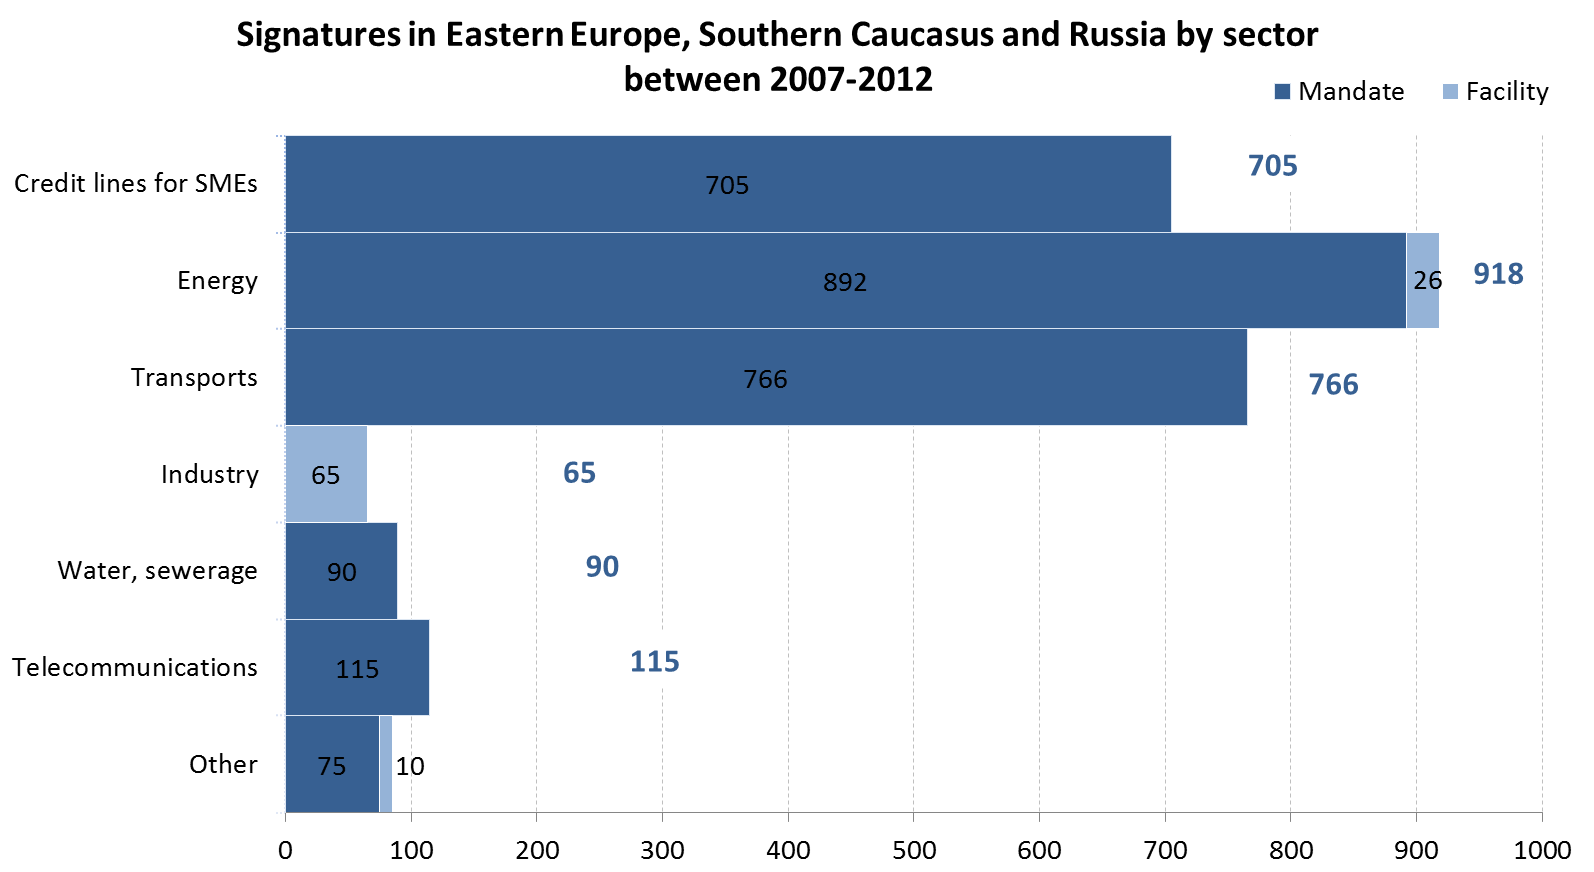 Signatures in Eastern Europe, Southern Caucasus and Russia by sector
between 2007-2012
Mandate Facility
Credit lines for SMEs 705 705
Energy 892 26 918
Transports 766 766
Industry 65 65
Water, sewerage 90 90
Telecommunications 115 115
Other 75 10
0 100 200 300 400 500 600 700 800 900 1000